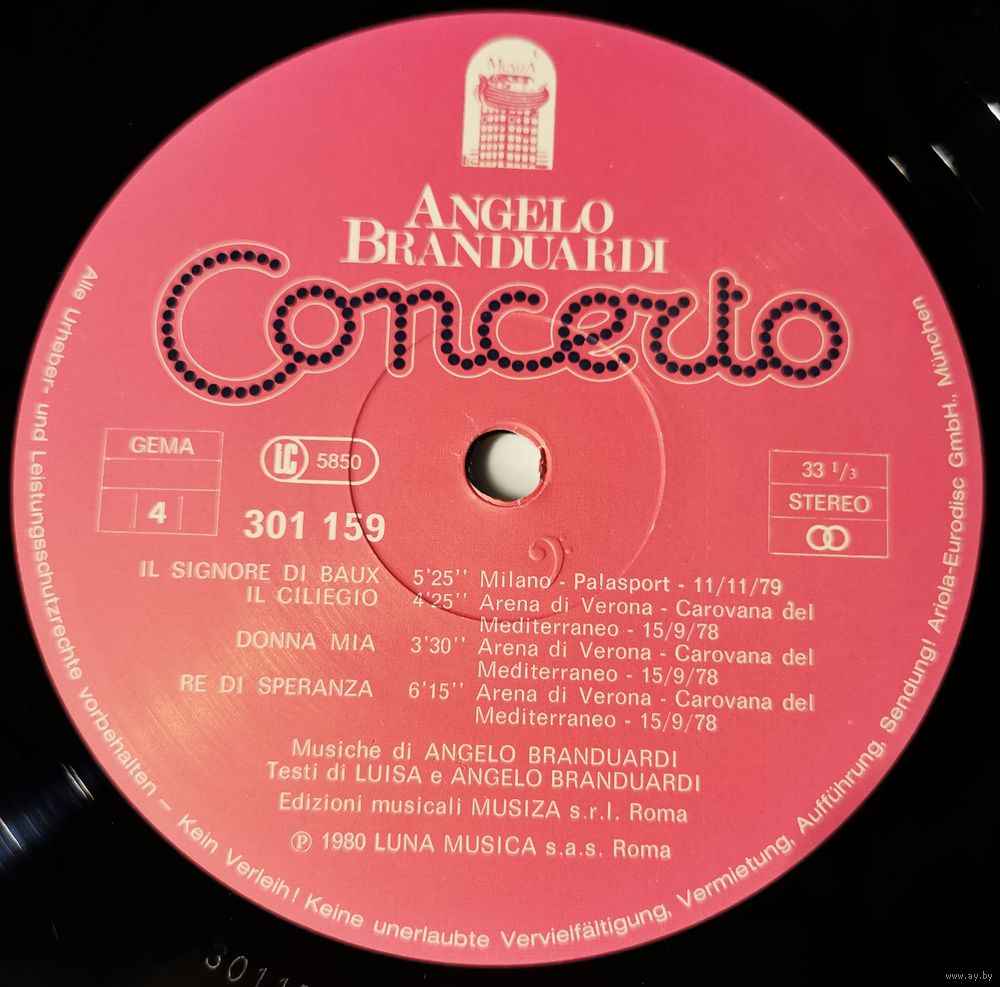 MusizA
ANGELO
BRANDUARDI
Concerto
GEMA
4
LC 5850
301 159
33 1/3
STEREO
IL SIGNORE DI BAUX 5'25'' Milano - Palasport - 11/11/79
IL CILIEGIO 4'25'' Arena di Verona - Carovana del
Mediterraneo - 15/9/78
DONNA MIA 3'30'' Arena di Verona - Carovana del
Mediterraneo - 15/9/78
RE DI SPERANZA 6'15'' Arena di Verona - Carovana del
Mediterraneo - 15/9/78
Musiche di ANGELO BRANDUARDI
Testi di LUISA e ANGELO BRANDUARDI
Edizioni musicali MUSIZA s.r.l. Roma
℗ 1980 LUNA MUSICA s.a.s. Roma
Alle Urheber- und Leistungsschutzrechte vorbehalten – Kein Verleih! Keine unerlaubte Vervielfältigung, Vermietung, Aufführung, Sendung! Ariola-Eurodisc GmbH., München
3011
www.ay.by